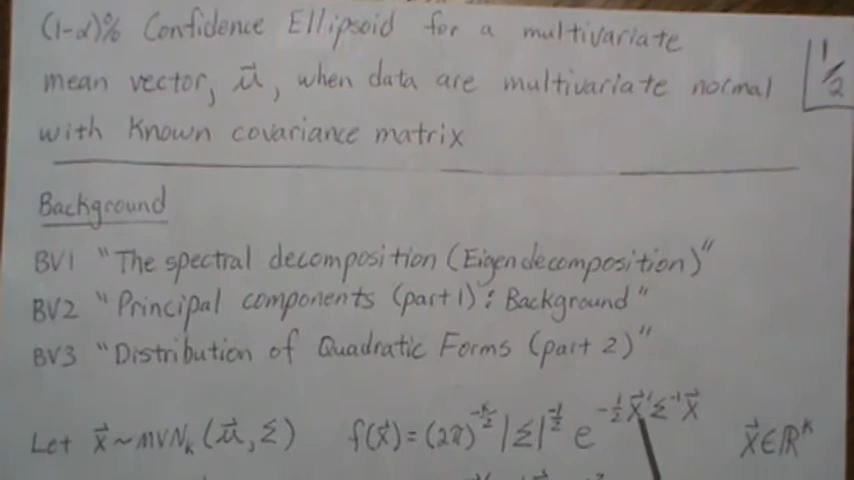 (1-α)% Confidence Ellipsoid for a multivariate
mean vector, μ⃗, when data are multivariate normal
with known covariance matrix
1/2
Background
BV1 "The spectral decomposition (Eigendecomposition)"
BV2 "Principal components (part 1): Background"
BV3 "Distribution of Quadratic Forms (part 2)"
Let x⃗ ~ MVN_k (μ⃗, Σ) f(x⃗) = (2π)^{-k/2} |Σ|^{-1/2} e^{-1/2 x⃗' Σ^{-1} x⃗} x⃗ ∈ ℝ^k